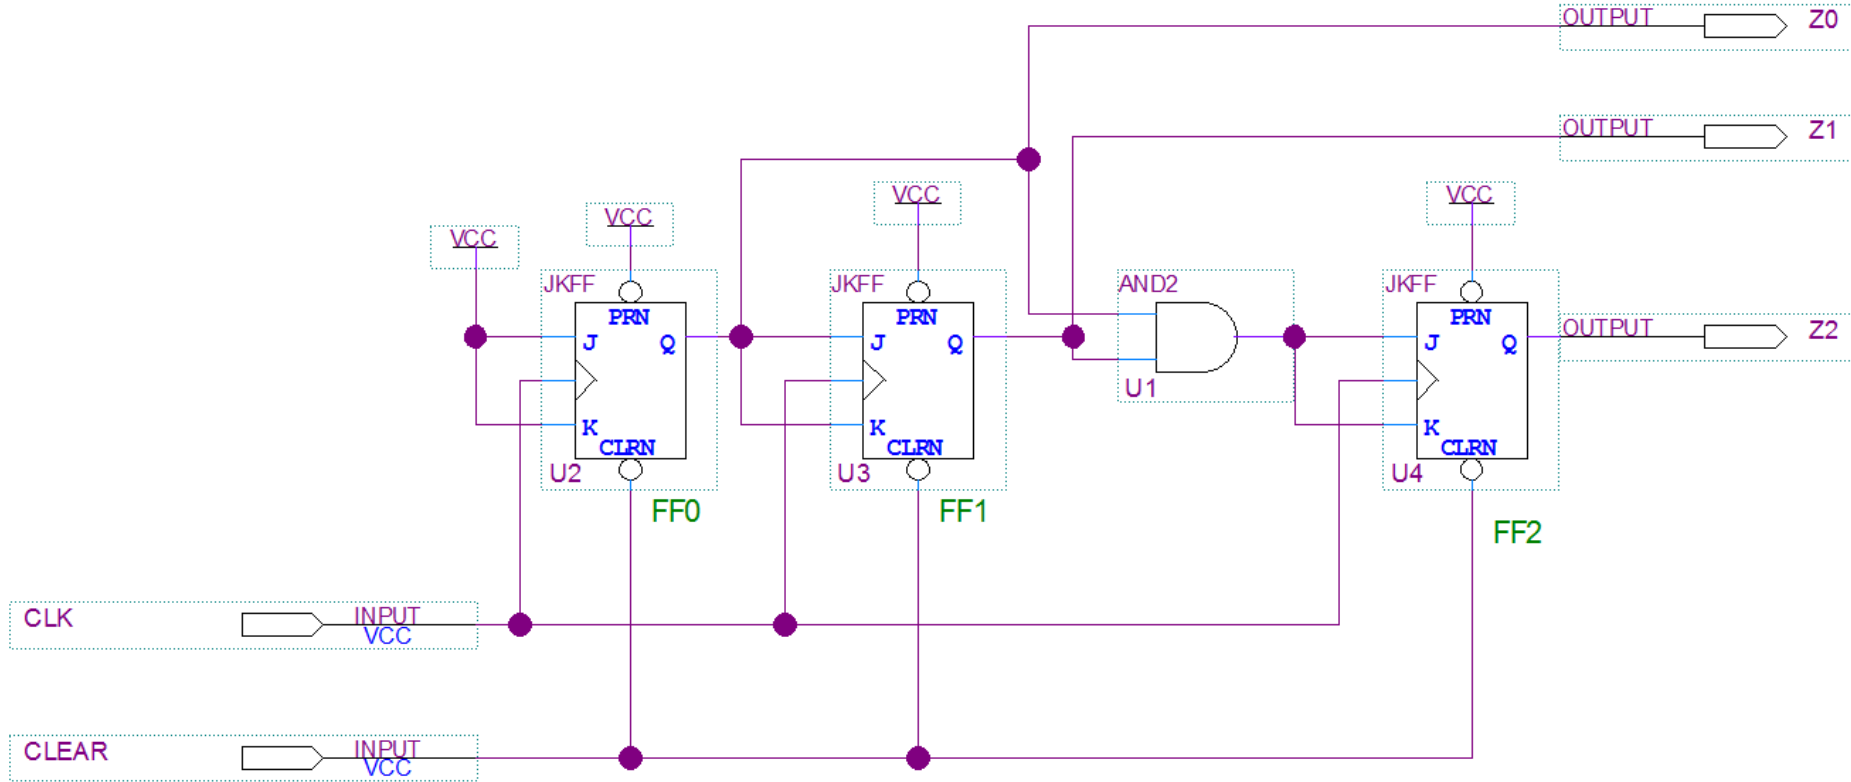 OUTPUT Z0
OUTPUT Z1
VCC
VCC
VCC
VCC
JKFF
PRN
J Q
K
CLRN
U2
FF0
JKFF
PRN
J Q
K
CLRN
U3
FF1
AND2
U1
JKFF
PRN
J Q
K
CLRN
U4
FF2
OUTPUT Z2
CLK INPUT
VCC
CLEAR INPUT
VCC